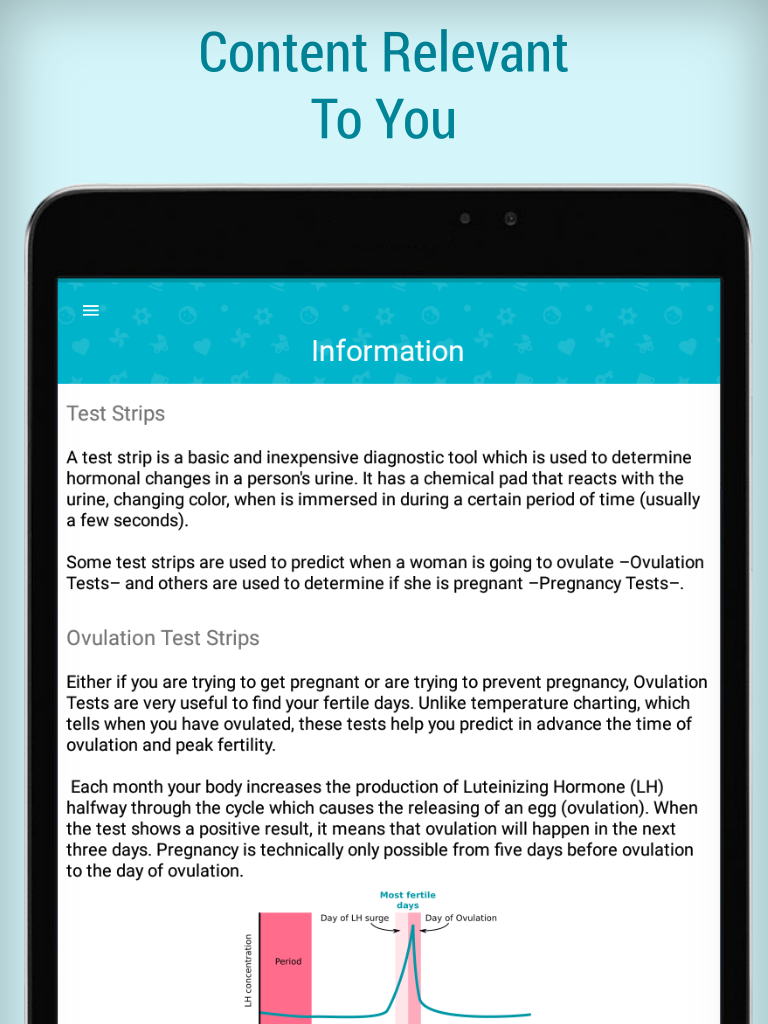 Content Relevant
To You
Information
Test Strips
A test strip is a basic and inexpensive diagnostic tool which is used to determine
hormonal changes in a person's urine. It has a chemical pad that reacts with the
urine, changing color, when is immersed in during a certain period of time (usually
a few seconds).
Some test strips are used to predict when a woman is going to ovulate –Ovulation
Tests– and others are used to determine if she is pregnant –Pregnancy Tests–.
Ovulation Test Strips
Either if you are trying to get pregnant or are trying to prevent pregnancy, Ovulation
Tests are very useful to find your fertile days. Unlike temperature charting, which
tells when you have ovulated, these tests help you predict in advance the time of
ovulation and peak fertility.
Each month your body increases the production of Luteinizing Hormone (LH)
halfway through the cycle which causes the releasing of an egg (ovulation). When
the test shows a positive result, it means that ovulation will happen in the next
three days. Pregnancy is technically only possible from five days before ovulation
to the day of ovulation.
Most fertile
days
Day of LH surge
Day of Ovulation
LH concentration
Period